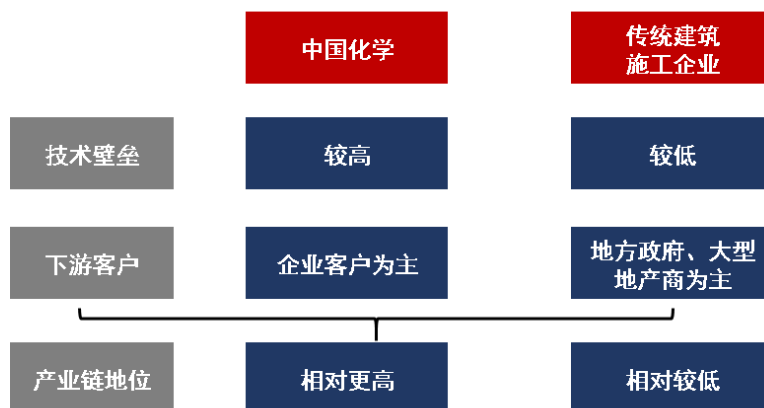 中国化学
传统建筑
施工企业
技术壁垒
较高
较低
下游客户
企业客户为主
地方政府、大型
地产商为主
产业链地位
相对更高
相对较低